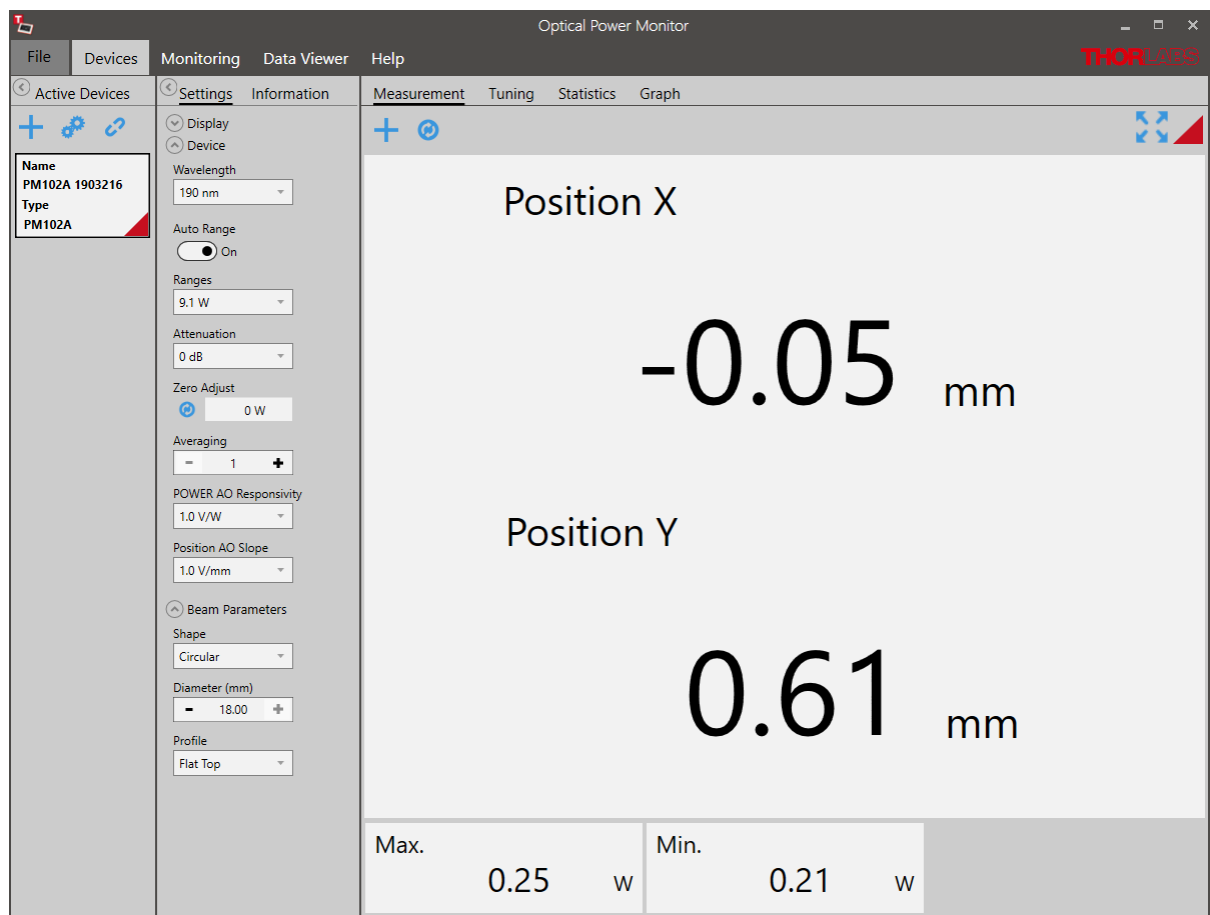 Optical Power Monitor
File Devices Monitoring Data Viewer Help
THORLABS
Active Devices
Name
PM102A 1903216
Type
PM102A
Settings Information
Display
Device
Wavelength
190 nm
Auto Range
On
Ranges
9.1 W
Attenuation
0 dB
Zero Adjust
0 W
Averaging
1
POWER AO Responsivity
1.0 V/W
Position AO Slope
1.0 V/mm
Beam Parameters
Shape
Circular
Diameter (mm)
18.00
Profile
Flat Top
Measurement Tuning Statistics Graph
Position X
-0.05 mm
Position Y
0.61 mm
Max.
0.25 W
Min.
0.21 W